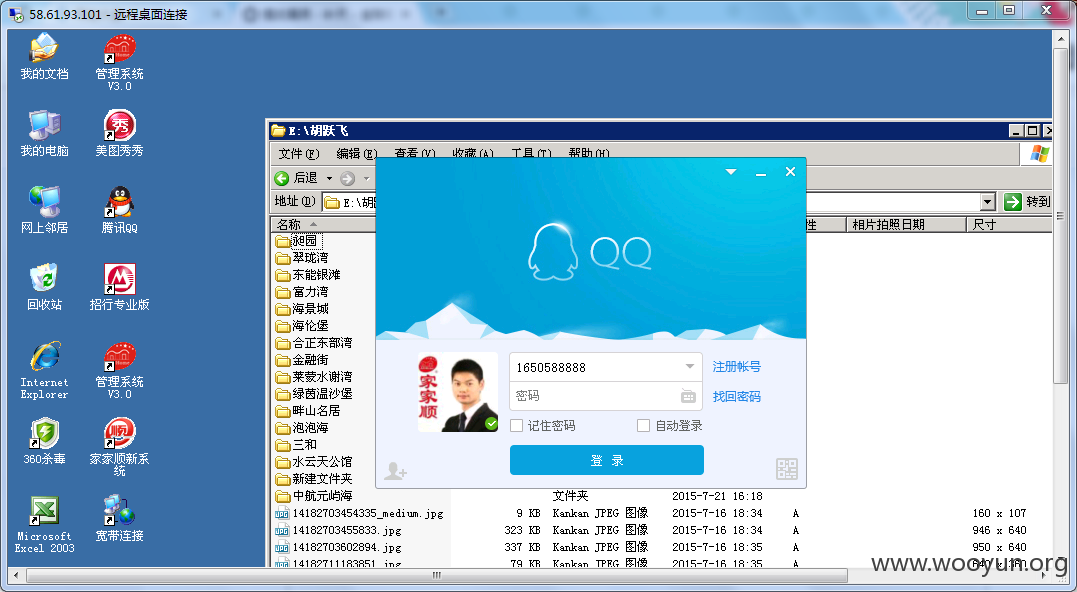 58.61.93.101 - 远程桌面连接
我的文档
管理系统
V3.0
我的电脑
秀
美图秀秀
网上邻居
腾讯QQ
回收站
招行专业版
Internet
Explorer
管理系统
V3.0
360杀毒
顺
家家顺新系
统
Microsoft
Excel 2003
宽带连接
E:\胡跃飞
文件(F) 编辑(E) 查看(V) 收藏(A) 工具(T) 帮助(H)
后退
地址(D) E:\胡
转到
名称 性 相片拍照日期 尺寸
昶园
翠珑湾
东能银滩
富力湾
海景城
海伦堡
合正东部湾
金融街
莱蒙水谢湾
绿茵温沙堡
畔山名居
泡泡海
三和
水云天公馆
新建文件夹
中航元屿海 文件夹 2015-7-21 16:18
14182703454335_medium.jpg 9 KB Kankan JPEG 图像 2015-7-16 18:34 A 160 x 107
14182703455833.jpg 323 KB Kankan JPEG 图像 2015-7-16 18:34 A 946 x 640
14182703602894.jpg 337 KB Kankan JPEG 图像 2015-7-16 18:35 A 950 x 640
14182711183851.jpg 79 KB Kankan JPEG 图像 2015-7-16 18:35 A
QQ
家家顺
1650588888
注册帐号
密码
找回密码
记住密码 自动登录
登 录
www.wooyun.org